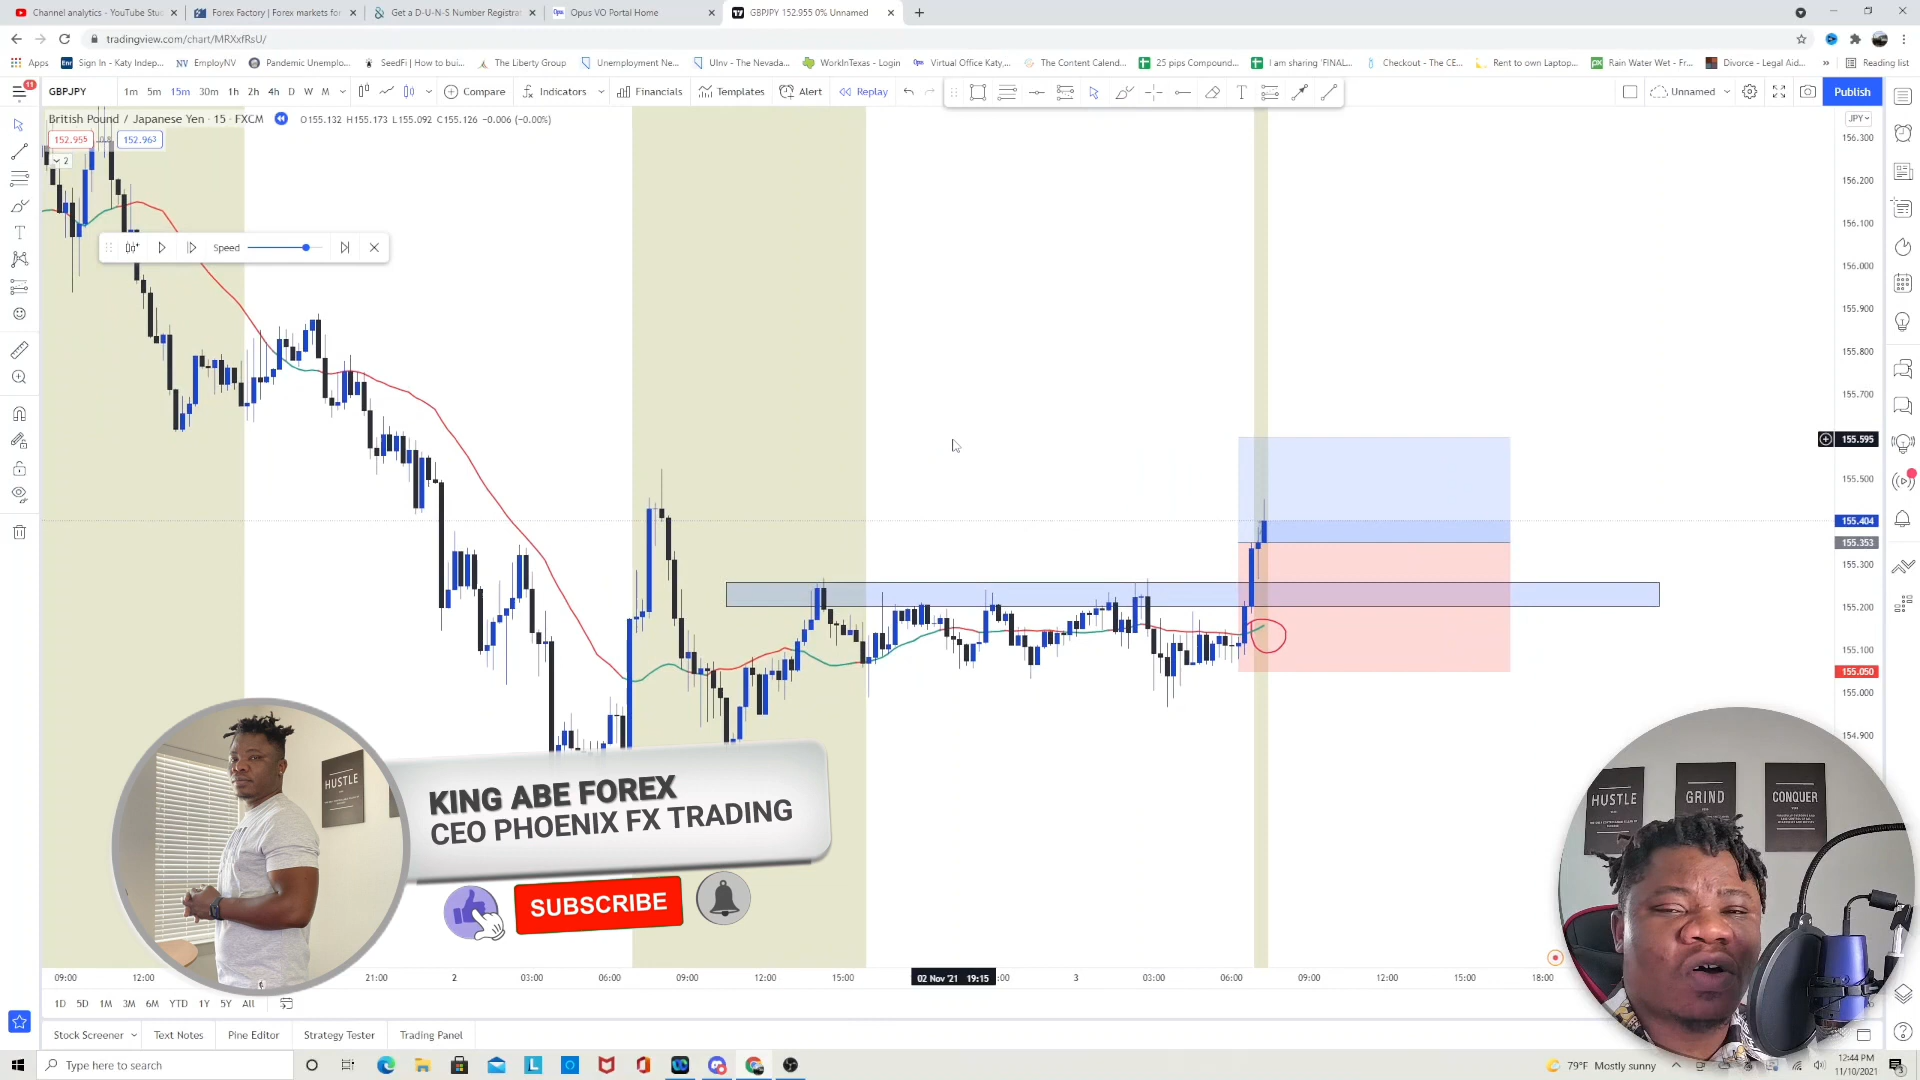 Channel analytics - YouTube Stud
Forex Factory | Forex markets for
Get a D-U-N-S Number Registrat
Opus VO Portal Home
GBPJPY 152.955 0% Unnamed
tradingview.com/chart/MRXxfRsU/
Apps
Sign In - Katy Indep...
EmployNV
Pandemic Unemplo...
SeedFi | How to bui...
The Liberty Group
Unemployment Ne...
UInv - The Nevada...
WorkInTexas - Login
Virtual Office Katy,...
The Content Calend...
25 pips Compound...
I am sharing 'FINAL...
Checkout - The CE...
Rent to own Laptop...
Rain Water Wet - Fr...
Divorce - Legal Aid...
Reading list
11
GBPJPY
1m
5m
15m
30m
1h
2h
4h
D
W
M
Compare
Indicators
Financials
Templates
Alert
Replay
Unnamed
Publish
British Pound / Japanese Yen · 15 · FXCM
O155.132 H155.173 L155.092 C155.126 −0.006 (−0.00%)
JPY
152.955
0.8
152.963
2
Speed
156.300
156.200
156.100
156.000
155.900
155.800
155.700
155.595
155.500
155.404
155.353
155.300
155.200
155.100
155.050
155.000
154.900
HUSTLE
KING ABE FOREX
CEO PHOENIX FX TRADING
SUBSCRIBE
HUSTLE
GRIND
CONQUER
09:00
12:00
21:00
2
03:00
06:00
09:00
12:00
15:00
02 Nov '21 19:15
:00
3
03:00
06:00
09:00
12:00
15:00
18:00
1D
5D
1M
3M
6M
YTD
1Y
5Y
All
Stock Screener
Text Notes
Pine Editor
Strategy Tester
Trading Panel
Type here to search
79°F Mostly sunny
12:44 PM
11/10/2021
3